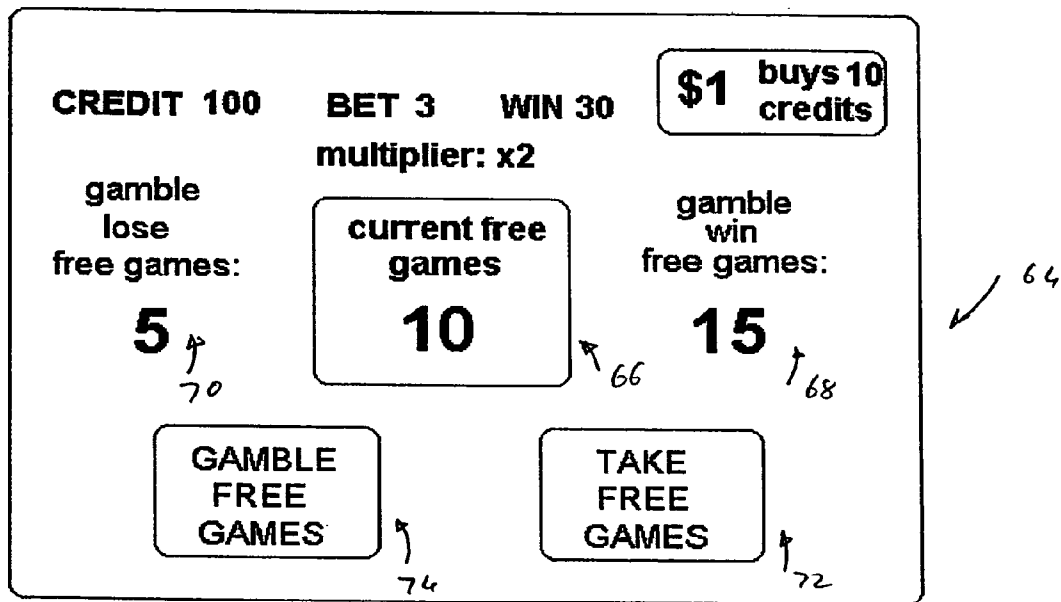 CREDIT 100
BET 3
WIN 30
$1
buys 10
credits
multiplier: x2
gamble
lose
free games:
5
70
current free
games
10
66
gamble
win
free games:
15
68
64
GAMBLE
FREE
GAMES
74
TAKE
FREE
GAMES
72